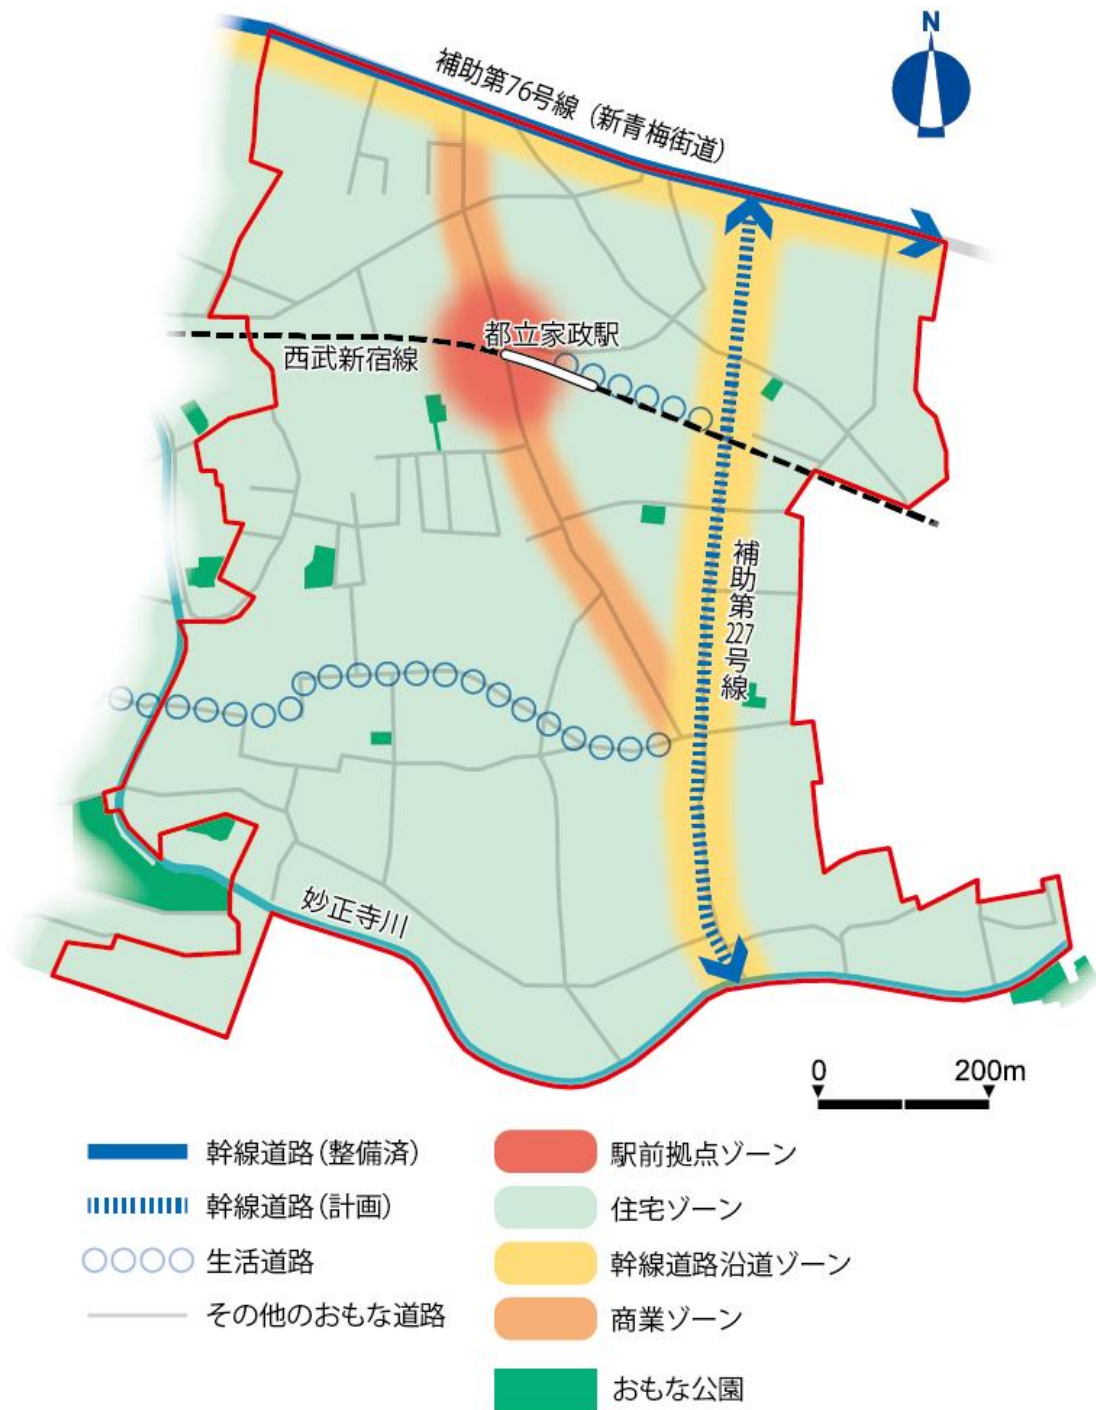 N
補助第76号線（新青梅街道）
都立家政駅
西武新宿線
補助第227号線
妙正寺川
0 200m
幹線道路（整備済）
幹線道路（計画）
生活道路
その他のおもな道路
駅前拠点ゾーン
住宅ゾーン
幹線道路沿道ゾーン
商業ゾーン
おもな公園